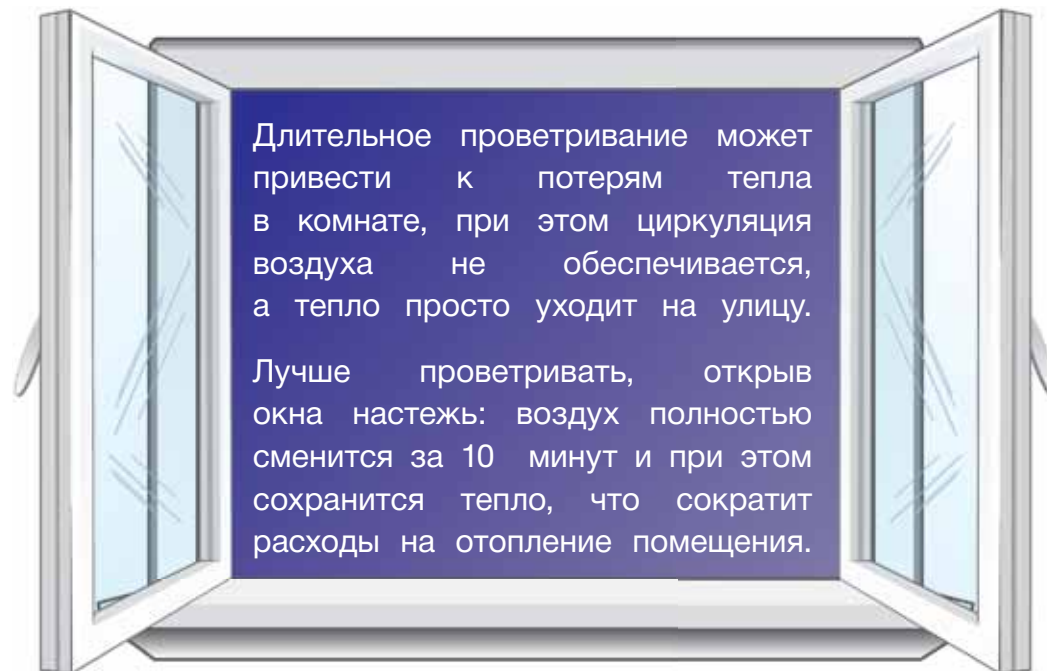 Длительное проветривание может
привести к потерям тепла
в комнате, при этом циркуляция
воздуха не обеспечивается,
а тепло просто уходит на улицу.
Лучше проветривать, открыв
окна настежь: воздух полностью
сменится за 10 минут и при этом
сохранится тепло, что сократит
расходы на отопление помещения.